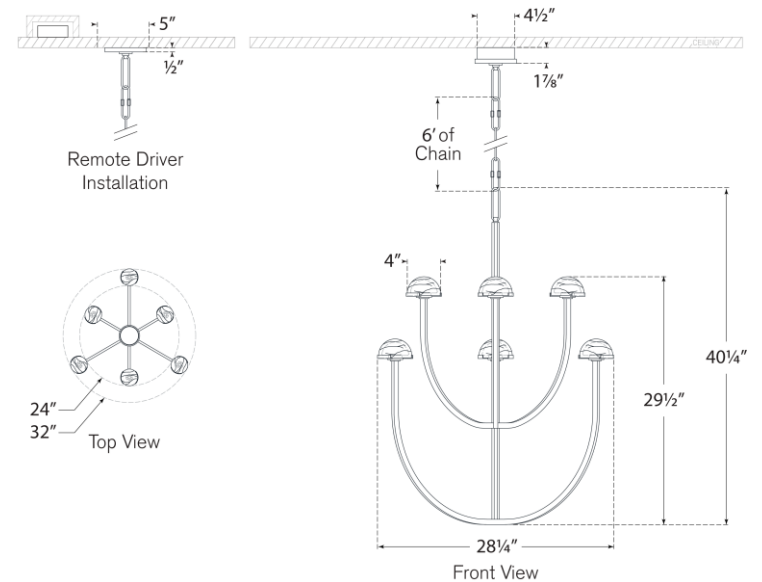 5″
½″
Remote Driver
Installation
4½″
CEILING
1⅞″
6′ of
Chain
4″
24″
32″
Top View
40¼″
29½″
28¼″
Front View